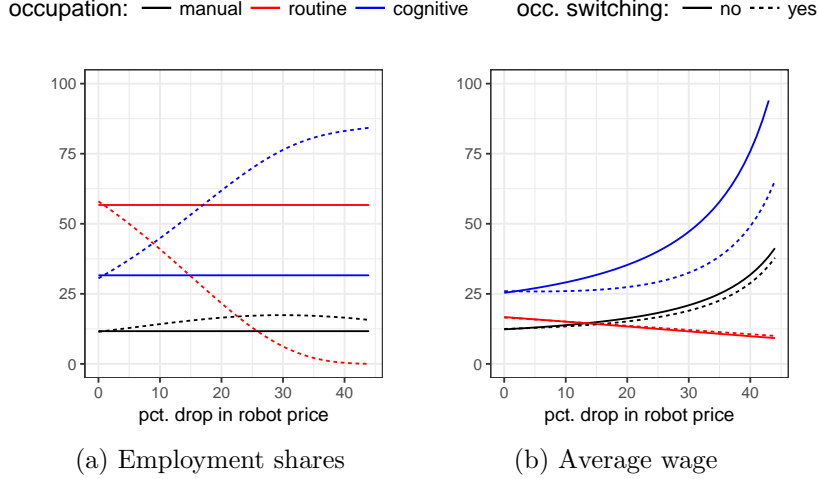 occupation: manual routine cognitive occ. switching: no yes
100
75
50
25
0
0 10 20 30 40
pct. drop in robot price
(a) Employment shares
100
75
50
25
0
0 10 20 30 40
pct. drop in robot price
(b) Average wage